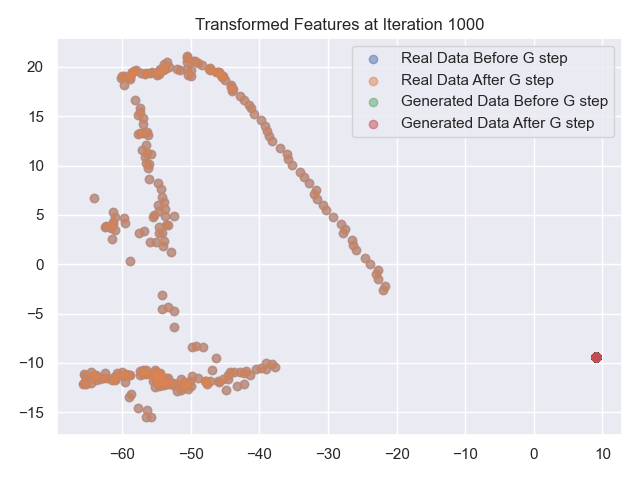 Transformed Features at Iteration 1000
Real Data Before G step
Real Data After G step
Generated Data Before G step
Generated Data After G step
20
15
10
5
0
−5
−10
−15
−60 −50 −40 −30 −20 −10 0 10